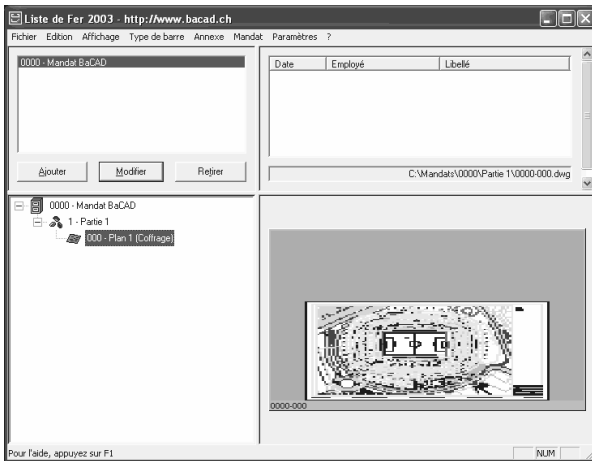 Liste de Fer 2003 - http://www.bacad.ch
Fichier Edition Affichage Type de barre Annexe Mandat Paramètres ?
0000 - Mandat BaCAD
Date Employé Libellé
Ajouter Modifier Retirer
C:\Mandats\0000\Partie 1\0000-000.dwg
0000 - Mandat BaCAD
1 - Partie 1
000 - Plan 1 (Coffrage)
0000-000
Pour l'aide, appuyez sur F1
NUM